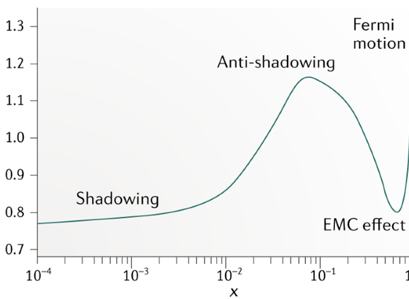 1.3
Fermi
motion
1.2
Anti-shadowing
1.1
1.0
0.9
Shadowing
0.8
EMC effect
0.7
10⁻⁴ 10⁻³ 10⁻² 10⁻¹ 1
x